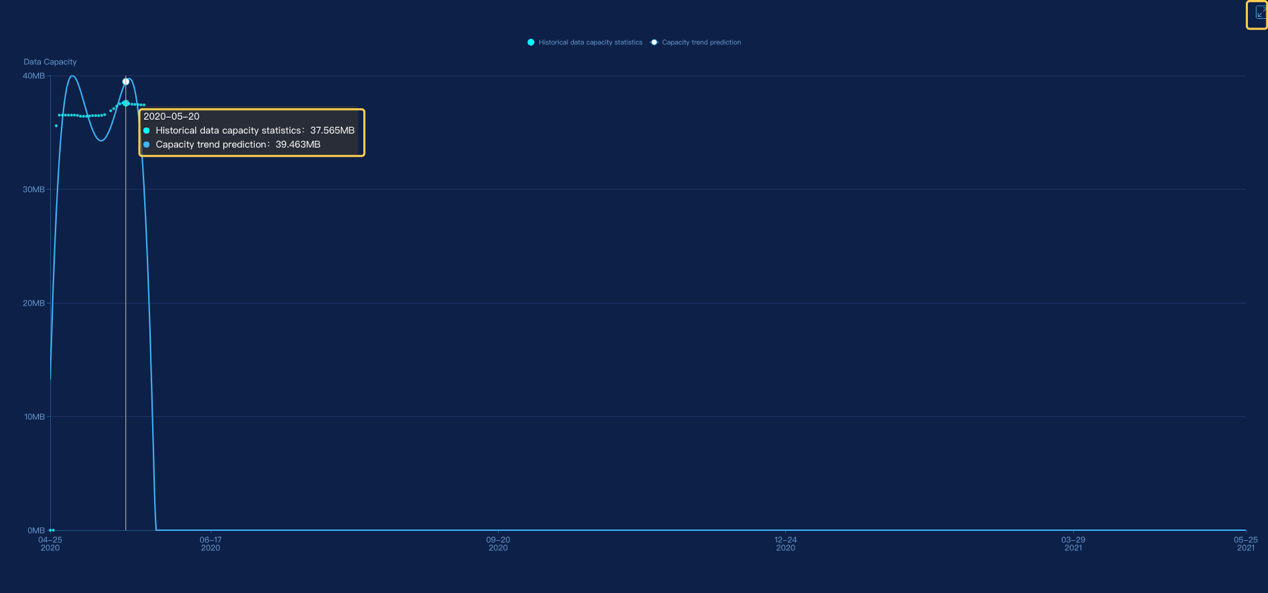 Historical data capacity statistics
Capacity trend prediction
Data Capacity
40MB
2020-05-20
Historical data capacity statistics: 37.565MB
Capacity trend prediction: 39.463MB
30MB
20MB
10MB
0MB
04-25 2020
06-17 2020
09-20 2020
12-24 2020
03-29 2021
05-25 2021